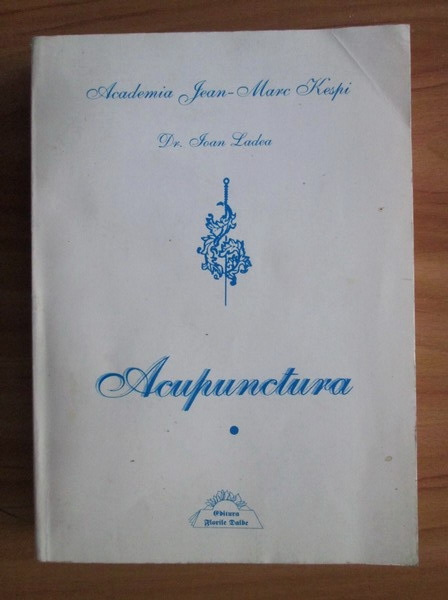 Academia Jean-Marc Kespi
Dr. Ioan Ladea
Acupunctura
Editura
Florile Dalbe